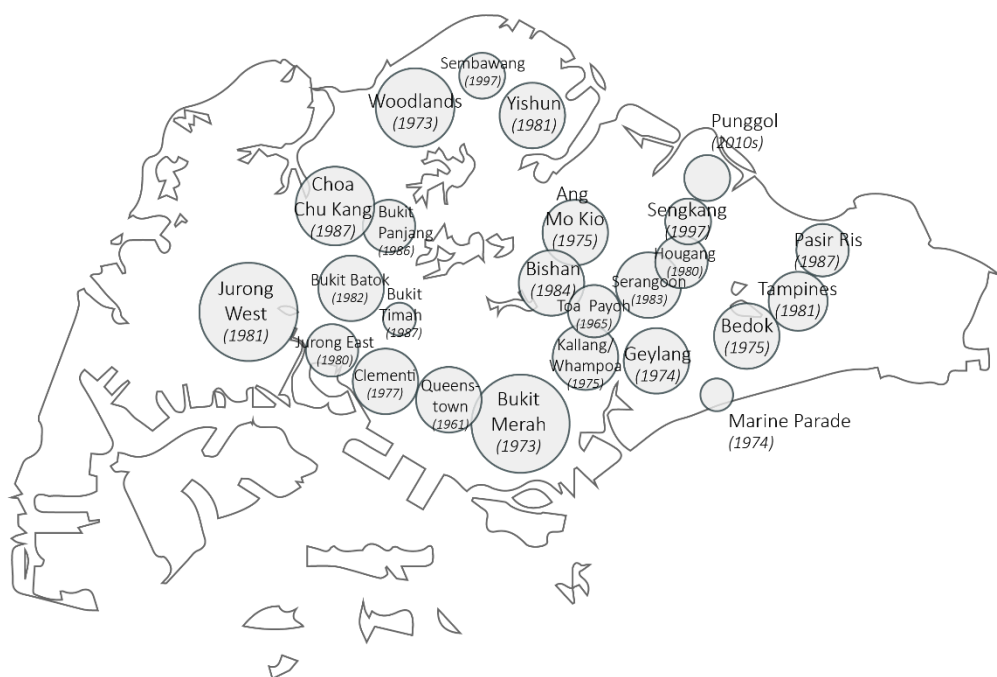 Sembawang
(1997)
Woodlands
(1973)
Yishun
(1981)
Punggol
(2010s)
Choa
Chu Kang
(1987)
Bukit
Panjang
(1986)
Ang
Mo Kio
(1975)
Sengkang
(1997)
Hougang
(1980)
Pasir Ris
(1987)
Bukit Batok
(1982)
Bukit
Timah
(1987)
Bishan
(1984)
Serangoon
(1983)
Tampines
(1981)
Jurong
West
(1981)
Toa Payoh
(1965)
Bedok
(1975)
Jurong East
(1980)
Kallang/
Whampoa
(1975)
Geylang
(1974)
Clementi
(1977)
Queens-
town
(1961)
Bukit
Merah
(1973)
Marine Parade
(1974)